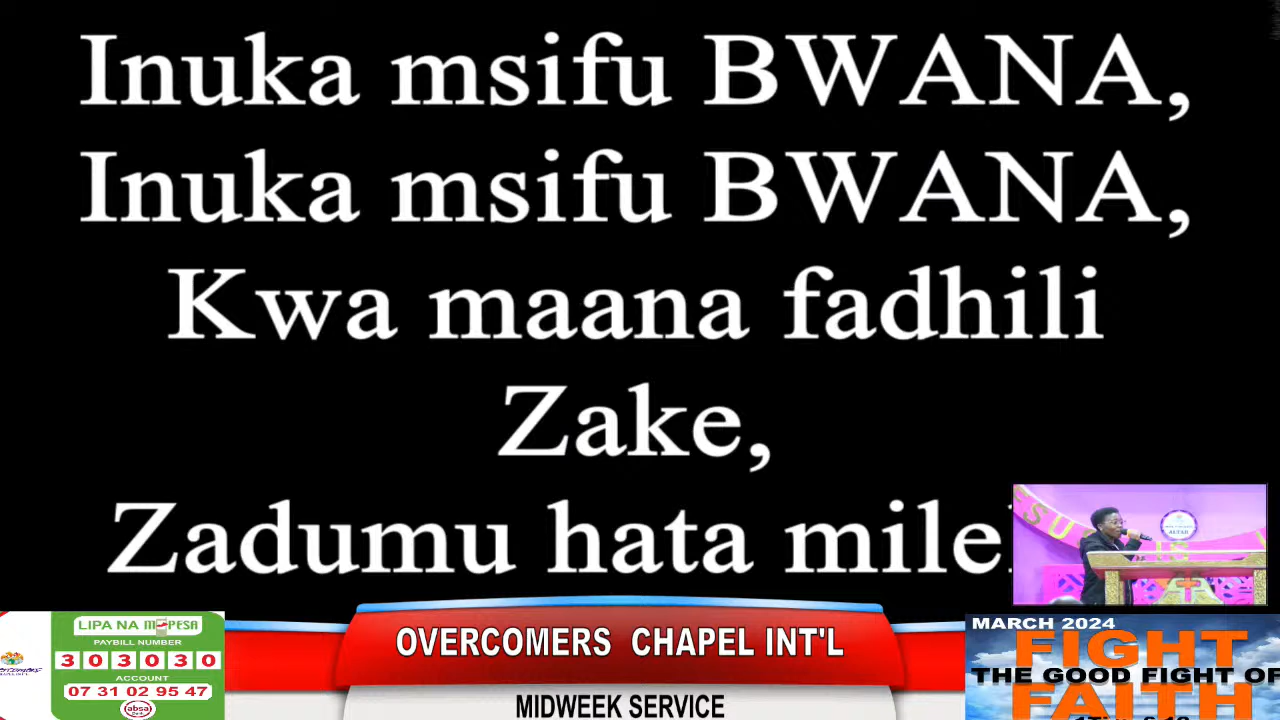 Inuka msifu BWANA,
Inuka msifu BWANA,
Kwa maana fadhili
Zake,
Zadumu hata
ALTAR
LIPA NA M-PESA
PAYBILL NUMBER
303030
ACCOUNT
07 31 02 95 47
absa
OVERCOMERS CHAPEL INT'L
MIDWEEK SERVICE
MARCH 2024
FIGHT
THE GOOD FIGHT OF
FAITH